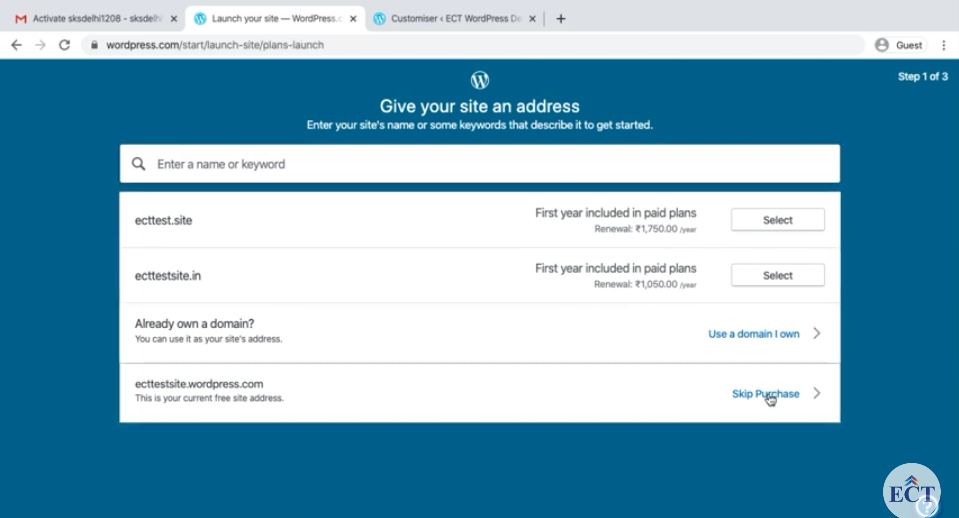 Activate sksdelhi1208 - sksdelhi
Launch your site — WordPress.c
Customiser ‹ ECT WordPress De
wordpress.com/start/launch-site/plans-launch
Guest
Step 1 of 3
Give your site an address
Enter your site's name or some keywords that describe it to get started.
Enter a name or keyword
ecttest.site
First year included in paid plans
Renewal: ₹1,750.00 /year
Select
ecttestsite.in
First year included in paid plans
Renewal: ₹1,050.00 /year
Select
Already own a domain?
You can use it as your site's address.
Use a domain I own
ecttestsite.wordpress.com
This is your current free site address.
Skip Purchase
ECT